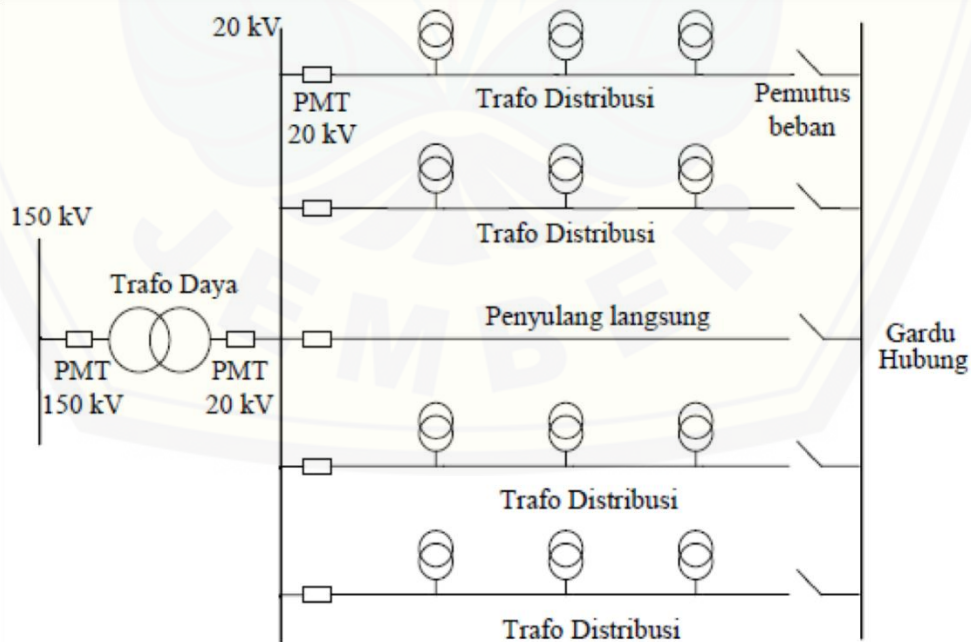 20 kV
PMT
20 kV
Trafo Distribusi
Pemutus
beban
Trafo Distribusi
150 kV
Trafo Daya
PMT
150 kV
PMT
20 kV
Penyulang langsung
Gardu
Hubung
Trafo Distribusi
Trafo Distribusi
JEMBER